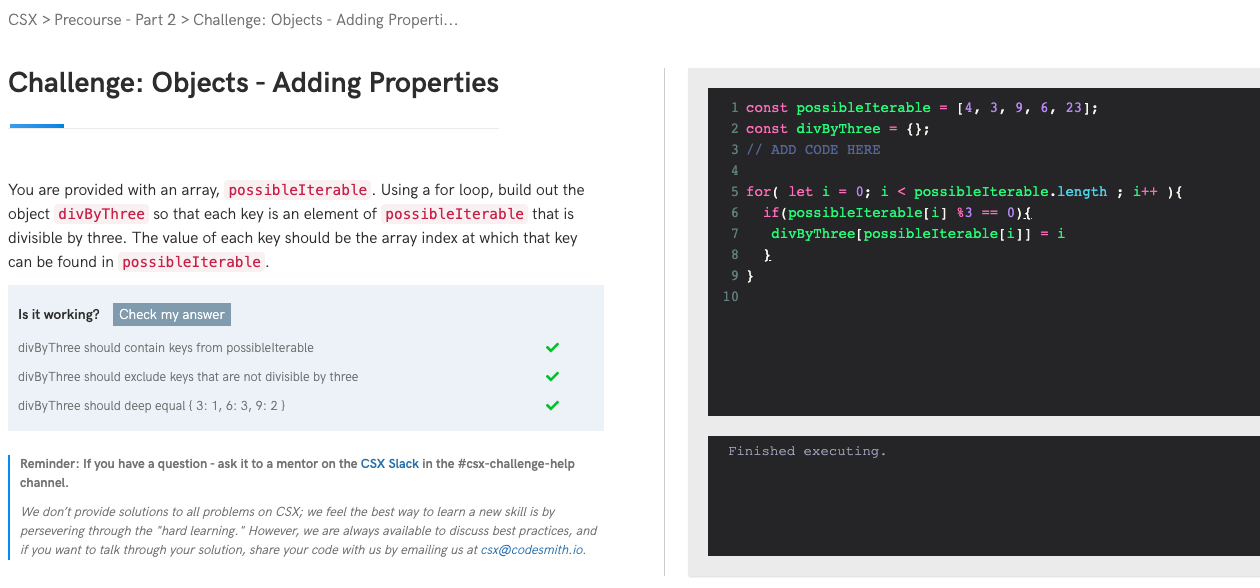 CSX > Precourse - Part 2 > Challenge: Objects - Adding Properti...
Challenge: Objects - Adding Properties
You are provided with an array, possibleIterable. Using a for loop, build out the
object divByThree so that each key is an element of possibleIterable that is
divisible by three. The value of each key should be the array index at which that key
can be found in possibleIterable.
Is it working? Check my answer
divByThree should contain keys from possibleIterable
divByThree should exclude keys that are not divisible by three
divByThree should deep equal { 3: 1, 6: 3, 9: 2 }
Reminder: If you have a question - ask it to a mentor on the CSX Slack in the #csx-challenge-help
channel.
We don't provide solutions to all problems on CSX; we feel the best way to learn a new skill is by
persevering through the "hard learning." However, we are always available to discuss best practices, and
if you want to talk through your solution, share your code with us by emailing us at csx@codesmith.io.
1 const possibleIterable = [4, 3, 9, 6, 23];
2 const divByThree = {};
3 // ADD CODE HERE
4
5 for( let i = 0; i < possibleIterable.length ; i++ ){
6   if(possibleIterable[i] %3 == 0){
7    divByThree[possibleIterable[i]] = i
8   }
9 }
10
Finished executing.